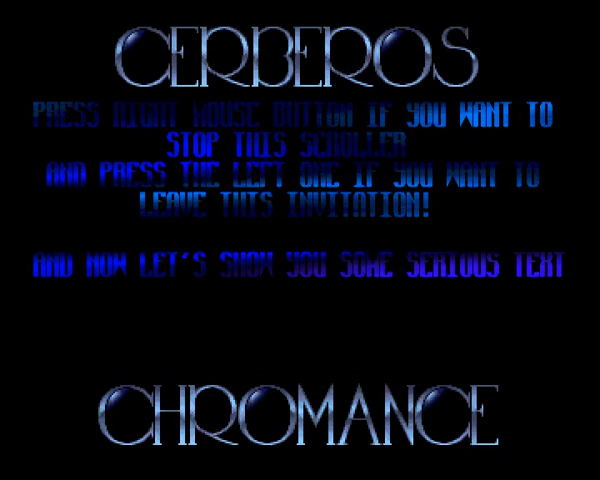 CERBEROS
PRESS RIGHT MOUSE BUTTON IF YOU WANT TO
STOP THIS SCROLLER
AND PRESS THE LEFT ONE IF YOU WANT TO
LEAVE THIS INVITATION!
AND NOW LET'S SHOW YOU SOME SERIOUS TEXT
CHROMANCE